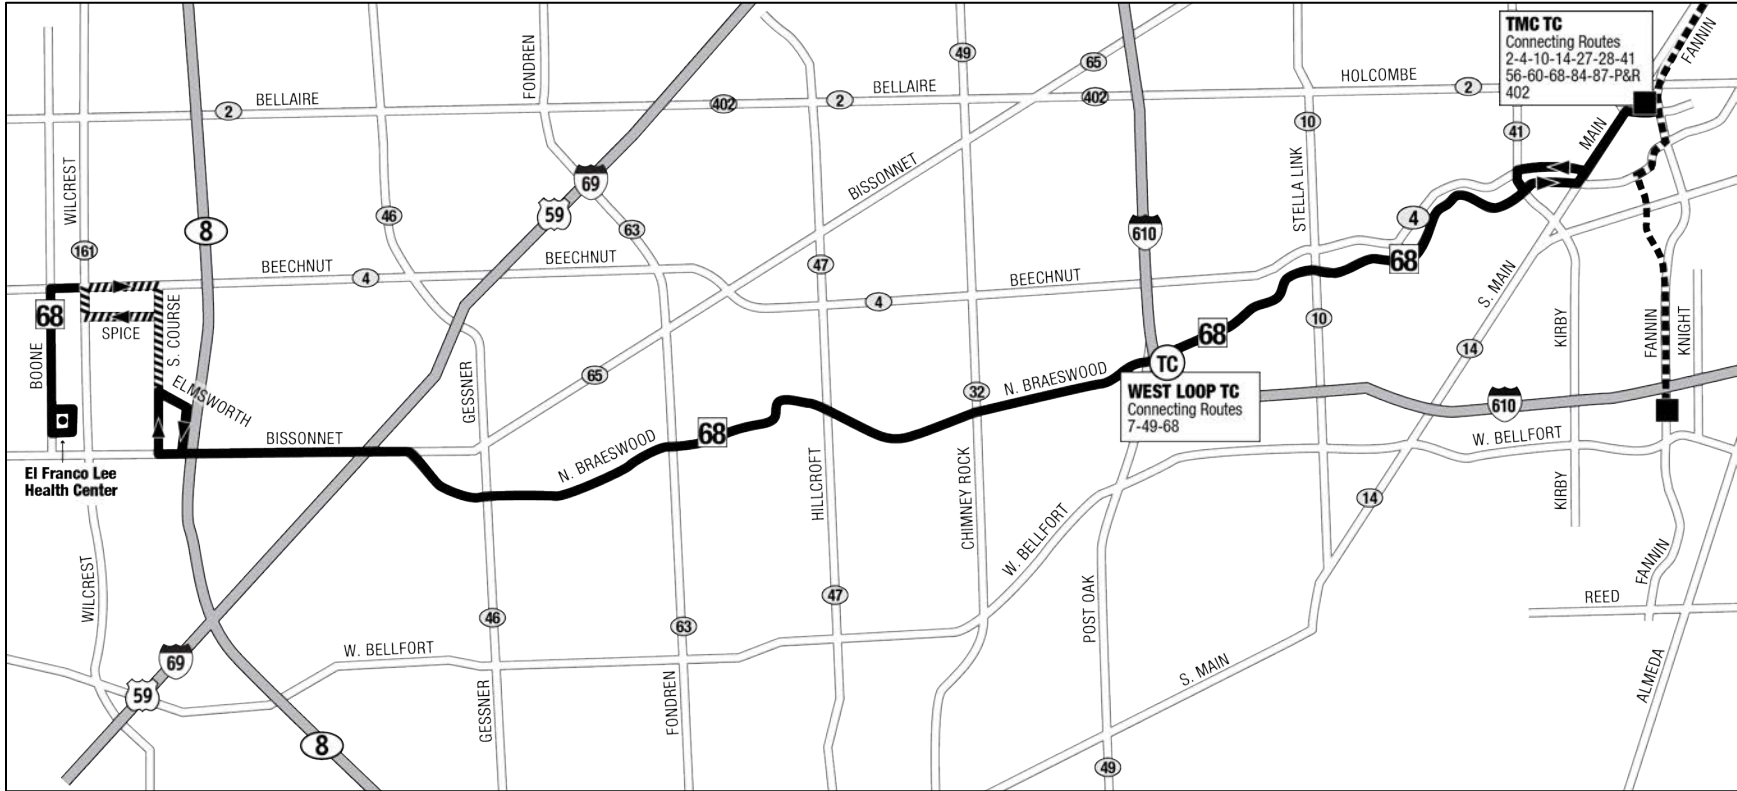 TMC TC
Connecting Routes
2-4-10-14-27-28-41
56-60-68-84-87-P&R
402
FANNIN
FONDREN
49
65
HOLCOMBE
2
BELLAIRE
2
402
2
BELLAIRE
402
10
41
MAIN
WILCREST
69
BISSONNET
STELLA LINK
46
59
63
8
610
4
161
BEECHNUT
4
BEECHNUT
47
BEECHNUT
4
68
S. MAIN
68
SPICE
S. COURSE
BOONE
ELMSWORTH
GESSNER
65
10
68
14
KIRBY
FANNIN
KNIGHT
TC
WEST LOOP TC
Connecting Routes
7-49-68
N. BRAESWOOD
32
610
BISSONNET
68
N. BRAESWOOD
W. BELLFORT
El Franco Lee
Health Center
HILLCROFT
CHIMNEY ROCK
14
KIRBY
W. BELLFORT
WILCREST
POST OAK
FANNIN
REED
46
63
47
69
59
W. BELLFORT
GESSNER
FONDREN
S. MAIN
ALMEDA
8
49